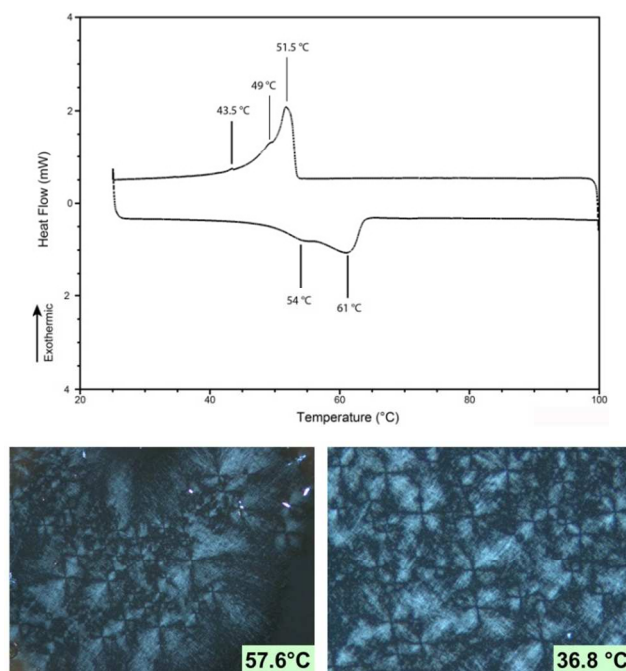 4
51.5 °C
49 °C
2
43.5 °C
0
Heat Flow (mW)
2
54 °C
61 °C
Exothermic
4
20
40
60
80
100
Temperature (°C)
57.6°C
36.8 °C